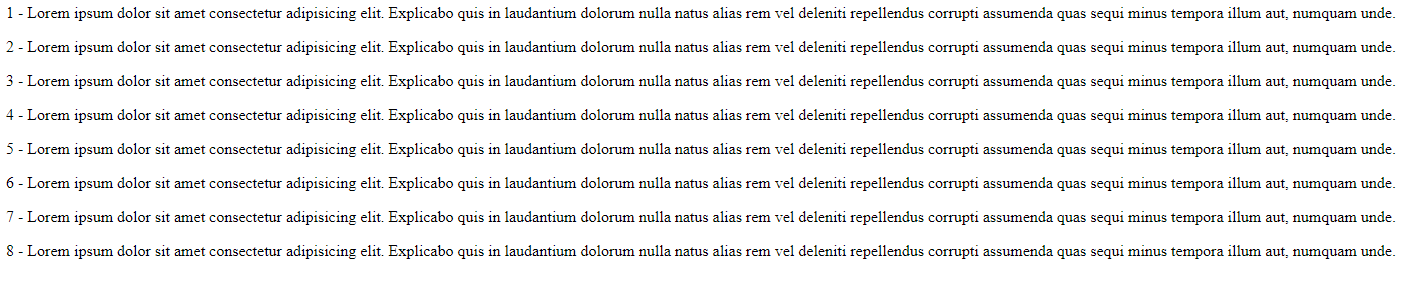 1 - Lorem ipsum dolor sit amet consectetur adipisicing elit. Explicabo quis in laudantium dolorum nulla natus alias rem vel deleniti repellendus corrupti assumenda quas sequi minus tempora illum aut, numquam unde.
2 - Lorem ipsum dolor sit amet consectetur adipisicing elit. Explicabo quis in laudantium dolorum nulla natus alias rem vel deleniti repellendus corrupti assumenda quas sequi minus tempora illum aut, numquam unde.
3 - Lorem ipsum dolor sit amet consectetur adipisicing elit. Explicabo quis in laudantium dolorum nulla natus alias rem vel deleniti repellendus corrupti assumenda quas sequi minus tempora illum aut, numquam unde.
4 - Lorem ipsum dolor sit amet consectetur adipisicing elit. Explicabo quis in laudantium dolorum nulla natus alias rem vel deleniti repellendus corrupti assumenda quas sequi minus tempora illum aut, numquam unde.
5 - Lorem ipsum dolor sit amet consectetur adipisicing elit. Explicabo quis in laudantium dolorum nulla natus alias rem vel deleniti repellendus corrupti assumenda quas sequi minus tempora illum aut, numquam unde.
6 - Lorem ipsum dolor sit amet consectetur adipisicing elit. Explicabo quis in laudantium dolorum nulla natus alias rem vel deleniti repellendus corrupti assumenda quas sequi minus tempora illum aut, numquam unde.
7 - Lorem ipsum dolor sit amet consectetur adipisicing elit. Explicabo quis in laudantium dolorum nulla natus alias rem vel deleniti repellendus corrupti assumenda quas sequi minus tempora illum aut, numquam unde.
8 - Lorem ipsum dolor sit amet consectetur adipisicing elit. Explicabo quis in laudantium dolorum nulla natus alias rem vel deleniti repellendus corrupti assumenda quas sequi minus tempora illum aut, numquam unde.